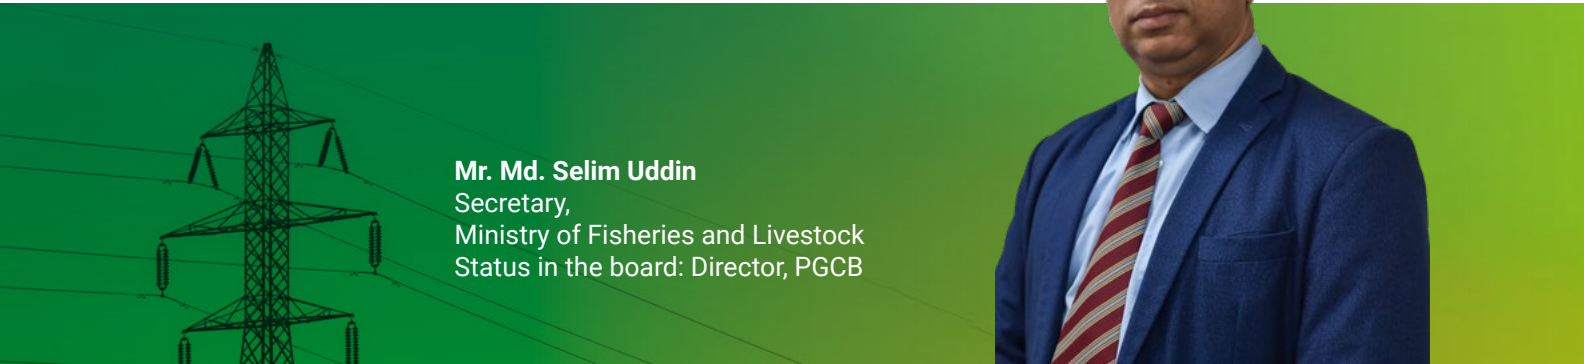 Mr. Md. Selim Uddin
Secretary,
Ministry of Fisheries and Livestock
Status in the board: Director, PGCB